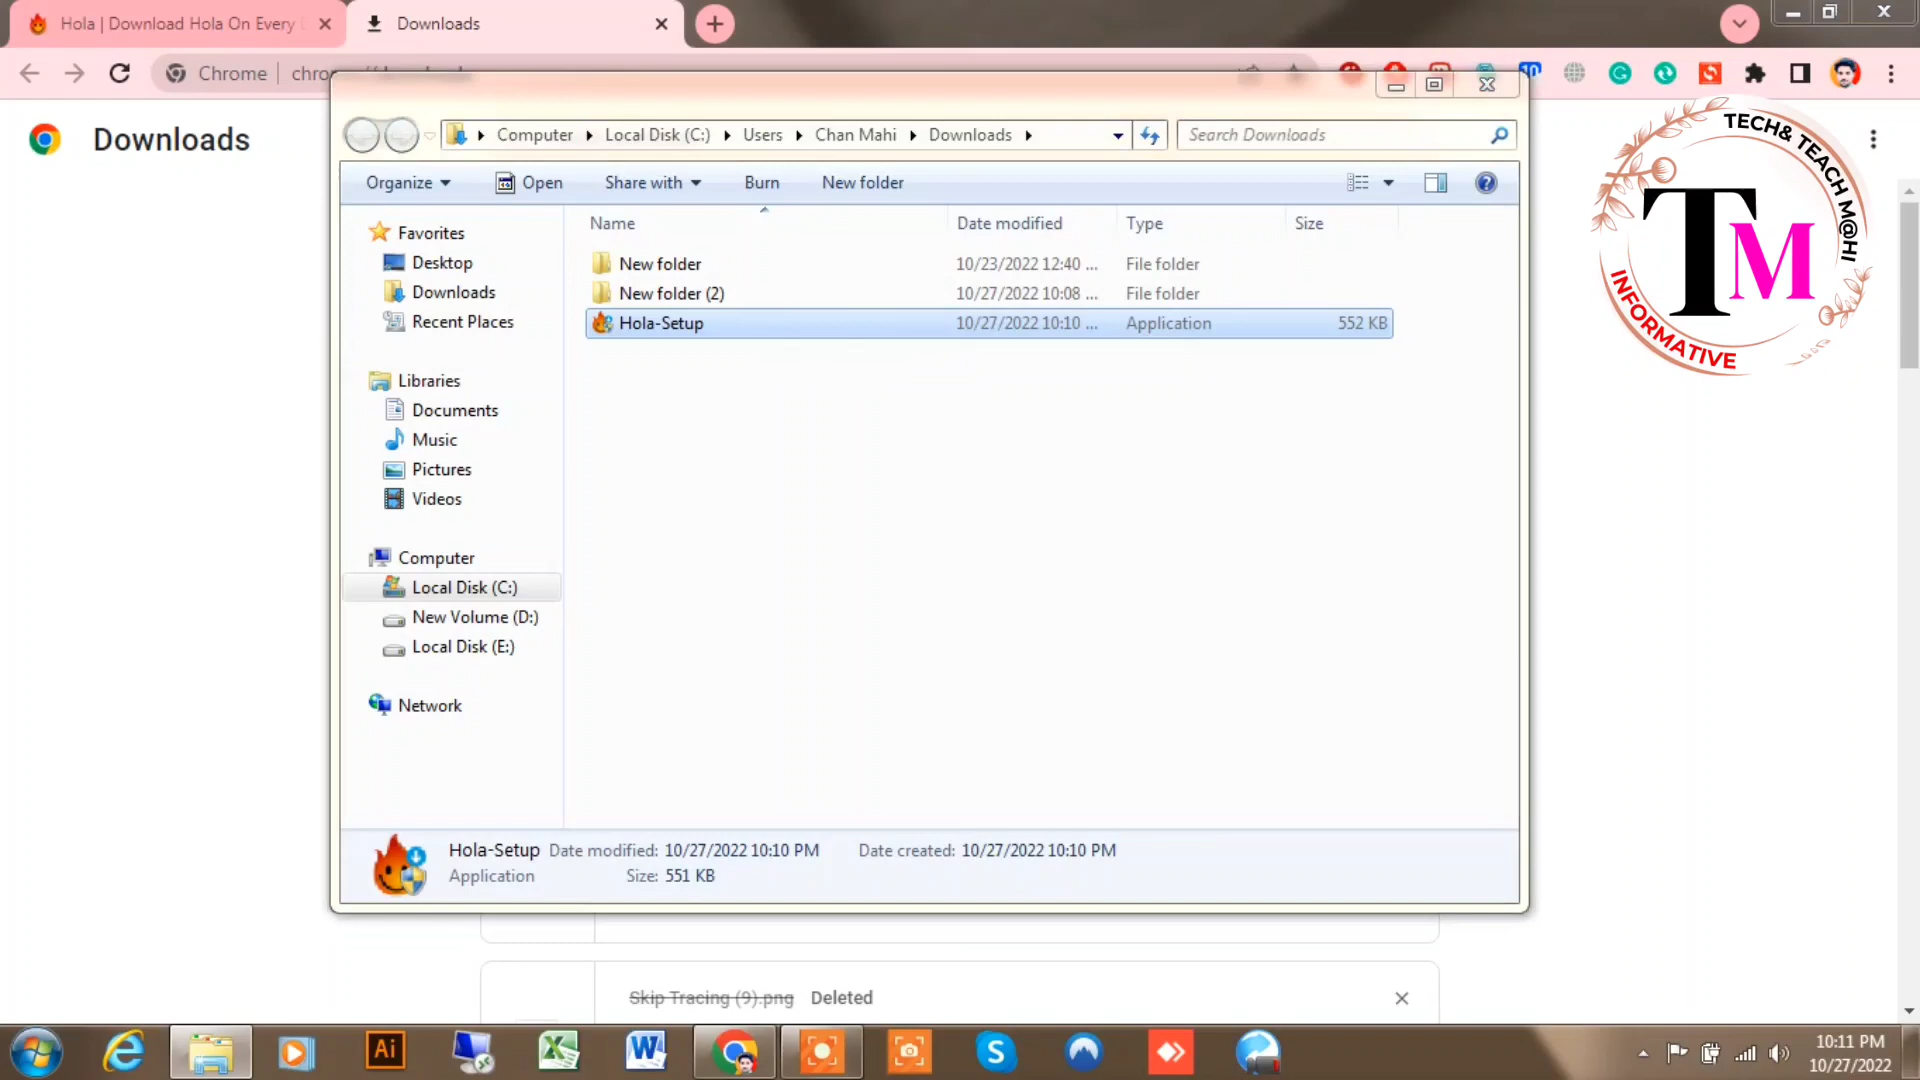 Hola | Download Hola On Every
Downloads
Chrome
chro
10
Downloads
Computer
Local Disk (C:)
Users
Chan Mahi
Downloads
Search Downloads
Organize
Open
Share with
Burn
New folder
Favorites
Desktop
Downloads
Recent Places
Libraries
Documents
Music
Pictures
Videos
Computer
Local Disk (C:)
New Volume (D:)
Local Disk (E:)
Network
Name Date modified Type Size
New folder 10/23/2022 12:40 ... File folder
New folder (2) 10/27/2022 10:08 ... File folder
Hola-Setup 10/27/2022 10:10 ... Application 552 KB
Hola-Setup Date modified: 10/27/2022 10:10 PM Date created: 10/27/2022 10:10 PM
Application Size: 551 KB
Skip Tracing (9).png Deleted
TECH& TEACH M@HI
TM
INFORMATIVE
Ai
10:11 PM
10/27/2022